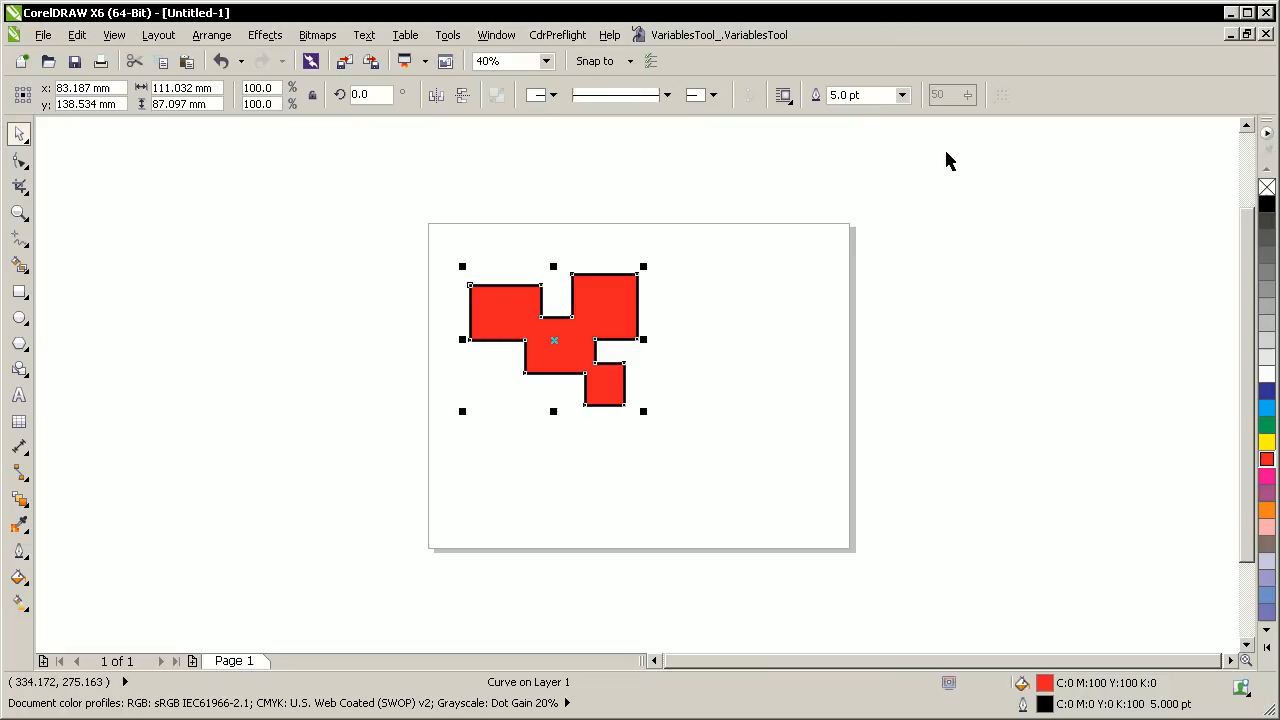 CorelDRAW X6 (64-Bit) - [Untitled-1]
File Edit View Layout Arrange Effects Bitmaps Text Table Tools Window CdrPreflight Help VariablesTool_.VariablesTool
40% Snap to
x: 83.187 mm 111.032 mm 100.0 % 0.0 ° 5.0 pt 50
y: 138.534 mm 87.097 mm 100.0 %
1 of 1 Page 1
( 334.172, 275.163 ) Curve on Layer 1 C:0 M:100 Y:100 K:0
Document color profiles: RGB: sRGB IEC61966-2.1; CMYK: U.S. Web Coated (SWOP) v2; Grayscale: Dot Gain 20% C:0 M:0 Y:0 K:100 5.000 pt